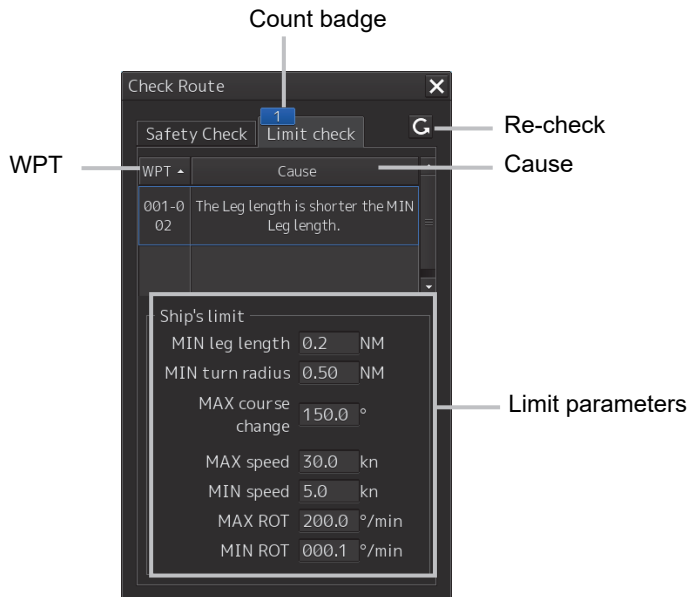 Count badge
Check Route
1
Safety Check
Limit check
Re-check
WPT
WPT
Cause
Cause
001-0
02
The Leg length is shorter the MIN
Leg length.
Ship's limit
MIN leg length 0.2 NM
MIN turn radius 0.50 NM
MAX course
change
150.0 °
Limit parameters
MAX speed 30.0 kn
MIN speed 5.0 kn
MAX ROT 200.0 °/min
MIN ROT 000.1 °/min